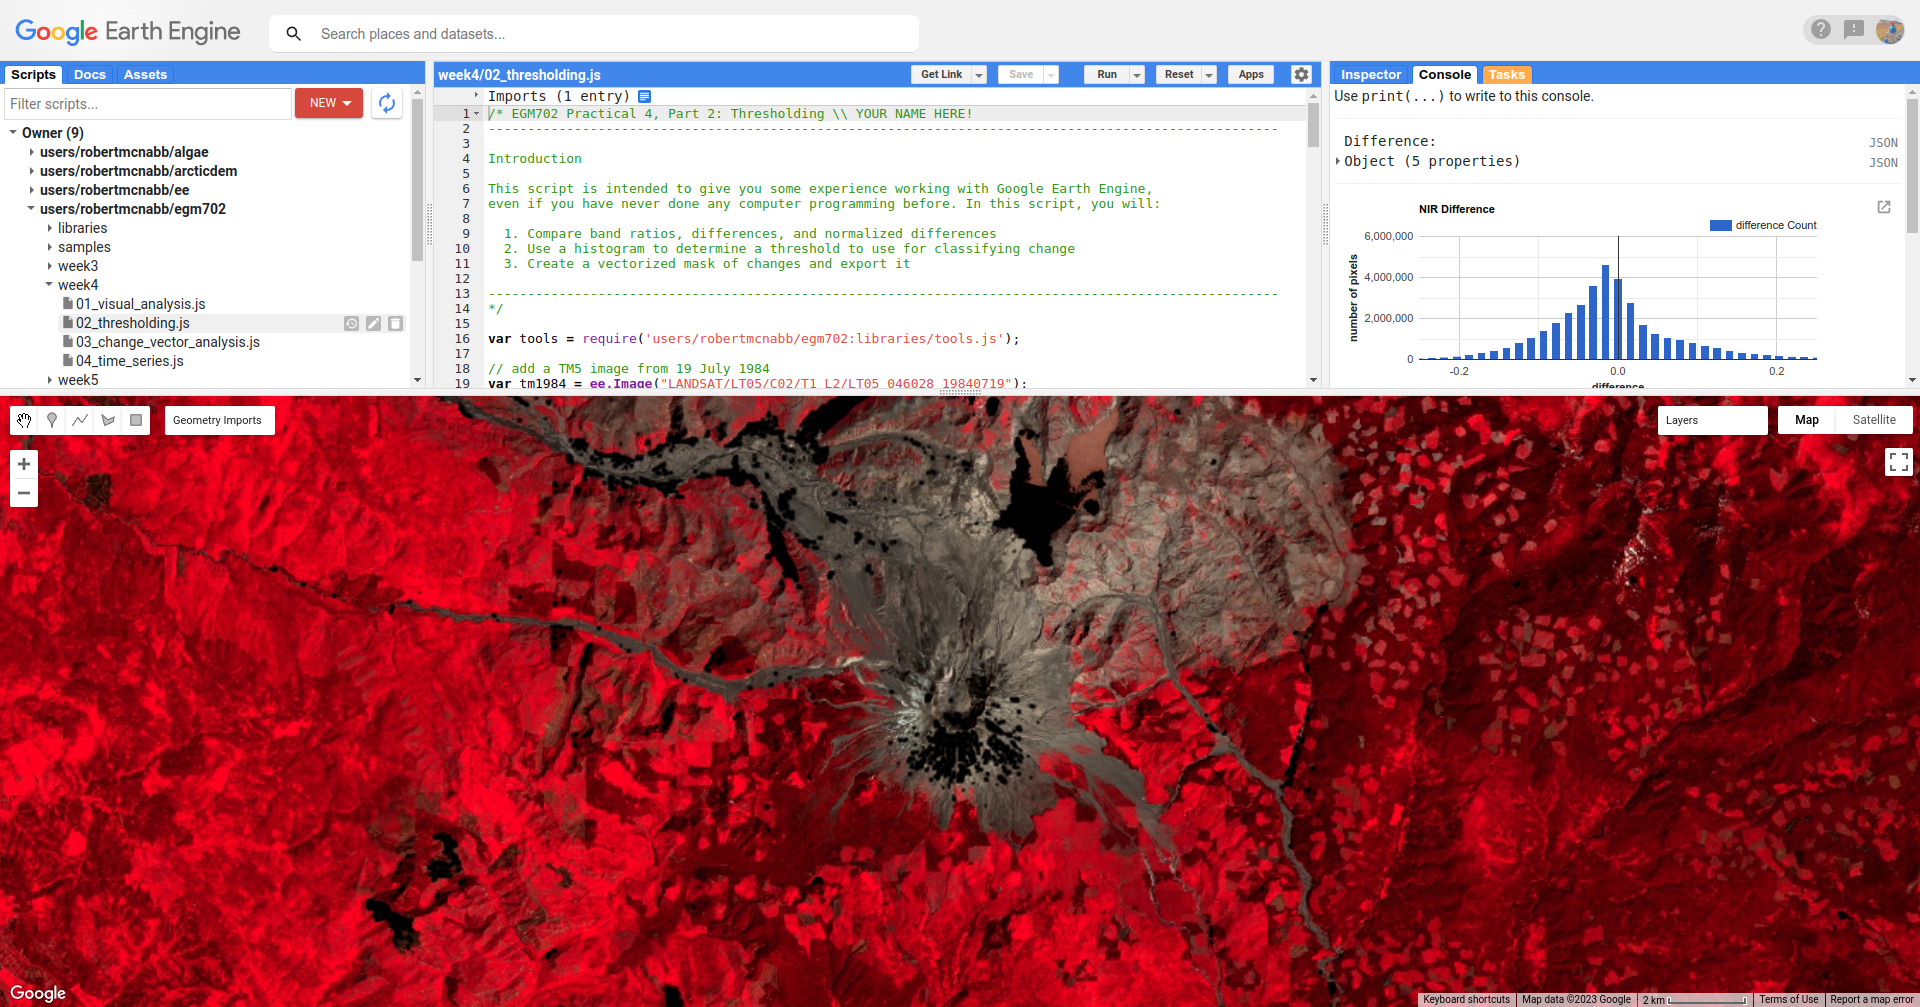 Google Earth Engine
Search places and datasets...
Scripts Docs Assets
Filter scripts...
NEW
Owner (9)
users/robertmcnabb/algae
users/robertmcnabb/arcticdem
users/robertmcnabb/ee
users/robertmcnabb/egm702
libraries
samples
week3
week4
01_visual_analysis.js
02_thresholding.js
03_change_vector_analysis.js
04_time_series.js
week5
week4/02_thresholding.js
Get Link Save Run Reset Apps
Imports (1 entry)
1 /* EGM702 Practical 4, Part 2: Thresholding \\ YOUR NAME HERE!
2 -----------------------------------------------------------------------------------------------------
3
4 Introduction
5
6 This script is intended to give you some experience working with Google Earth Engine,
7 even if you have never done any computer programming before. In this script, you will:
8
9 1. Compare band ratios, differences, and normalized differences
10 2. Use a histogram to determine a threshold to use for classifying change
11 3. Create a vectorized mask of changes and export it
12
13 -----------------------------------------------------------------------------------------------------
14 */
15
16 var tools = require('users/robertmcnabb/egm702:libraries/tools.js');
17
18 // add a TM5 image from 19 July 1984
19 var tm1984 = ee.Image("LANDSAT/LT05/C02/T1_L2/LT05_046028_19840719");
Inspector Console Tasks
Use print(...) to write to this console.
Difference: JSON
Object (5 properties) JSON
NIR Difference
difference Count
number of pixels
6,000,000
4,000,000
2,000,000
0
-0.2 0.0 0.2
difference
Geometry Imports
Layers
Map Satellite
Google
Keyboard shortcuts Map data ©2023 Google 2 km Terms of Use Report a map error